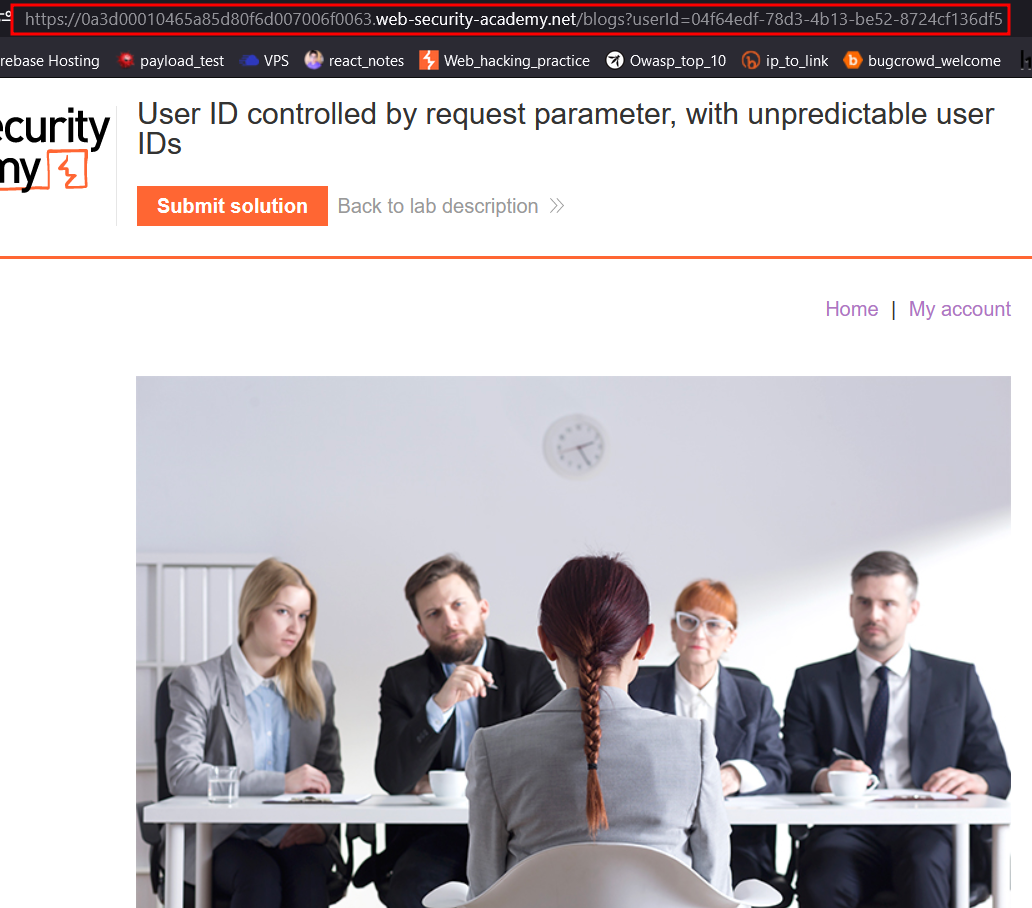 https://0a3d00010465a85d80f6d007006f0063.web-security-academy.net/blogs?userId=04f64edf-78d3-4b13-be52-8724cf136df5
rebase Hosting payload_test VPS react_notes Web_hacking_practice Owasp_top_10 ip_to_link bugcrowd_welcome
ecurity
my
User ID controlled by request parameter, with unpredictable user
IDs
Submit solution Back to lab description
Home | My account